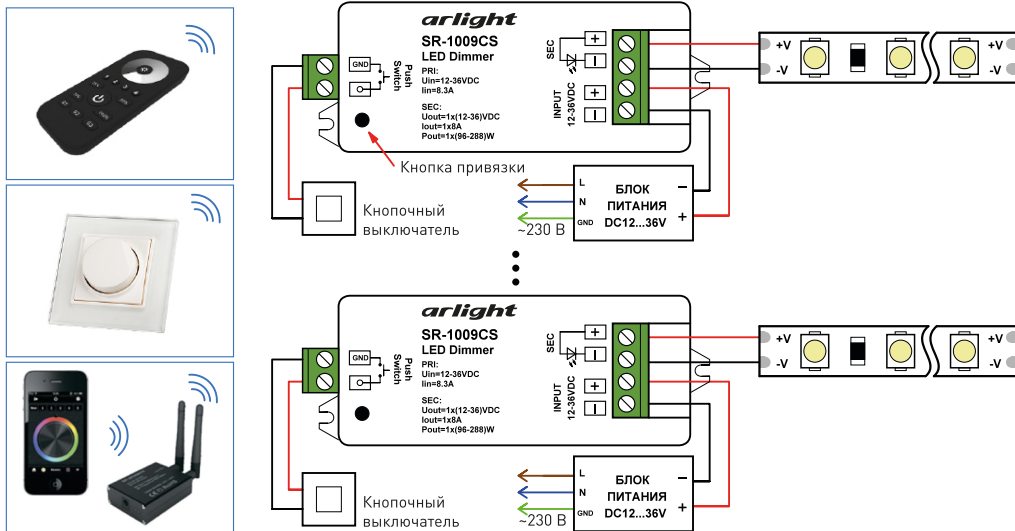 arlight
SR-1009CS
LED Dimmer
PRI:
Uin=12-36VDC
Iin=8.3A
SEC:
Uout=1x(12-36)VDC
Iout=1x8A
Pout=1x(96-288)W
GND
Push
Switch
SEC
INPUT
12-36VDC
+
−
+
−
+V
-V
+V
-V
Кнопка привязки
Кнопочный
выключатель
L
N
GND
~230 В
БЛОК
ПИТАНИЯ
DC12...36V
−
+
arlight
SR-1009CS
LED Dimmer
PRI:
Uin=12-36VDC
Iin=8.3A
SEC:
Uout=1x(12-36)VDC
Iout=1x8A
Pout=1x(96-288)W
GND
Push
Switch
SEC
INPUT
12-36VDC
+
−
+
−
+V
-V
+V
-V
Кнопочный
выключатель
L
N
GND
~230 В
БЛОК
ПИТАНИЯ
DC12...36V
−
+